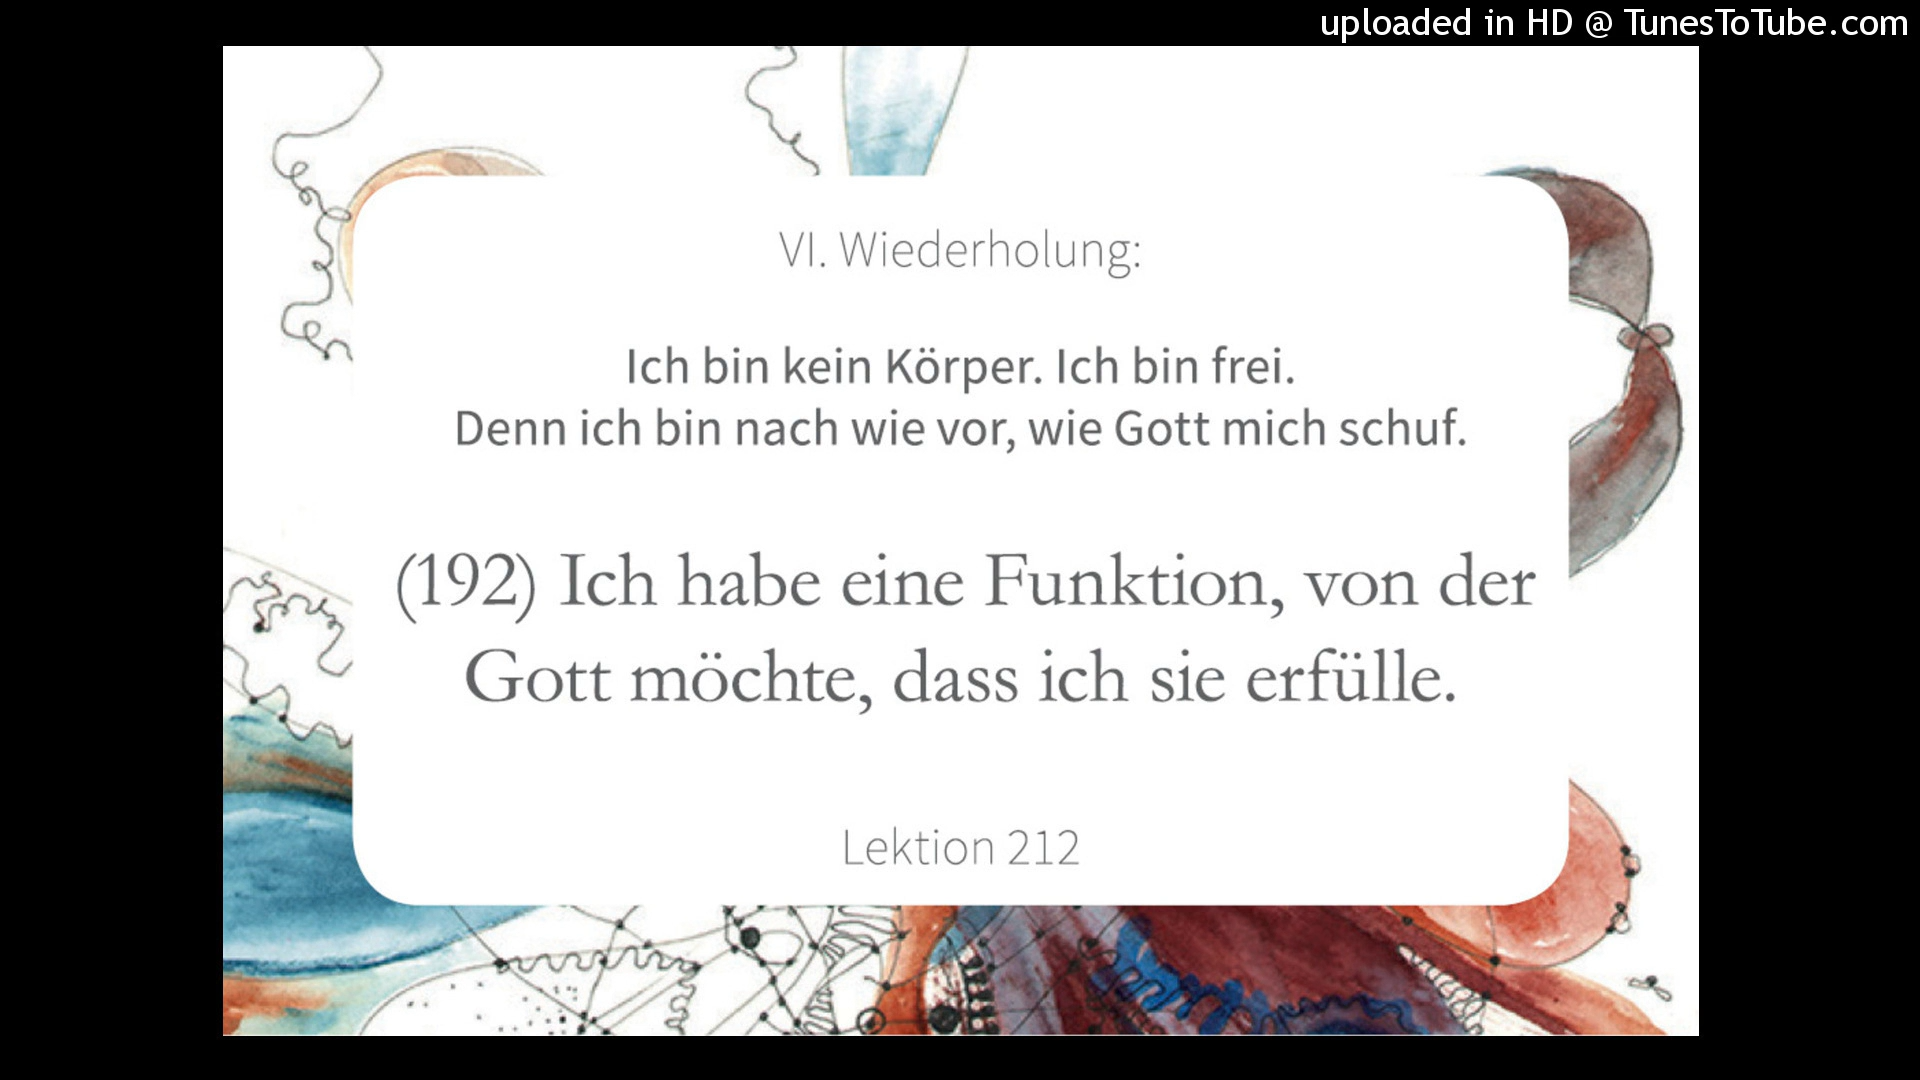 uploaded in HD @ TunesToTube.com
VI. Wiederholung:
Ich bin kein Körper. Ich bin frei.
Denn ich bin nach wie vor, wie Gott mich schuf.
(192) Ich habe eine Funktion, von der
Gott möchte, dass ich sie erfülle.
Lektion 212